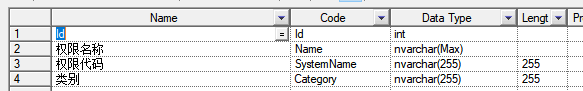 Name Code Data Type Lengt Pr
1 Id = Id int
2 权限名称 Name nvarchar(Max)
3 权限代码 SystemName nvarchar(255) 255
4 类别 Category nvarchar(255) 255